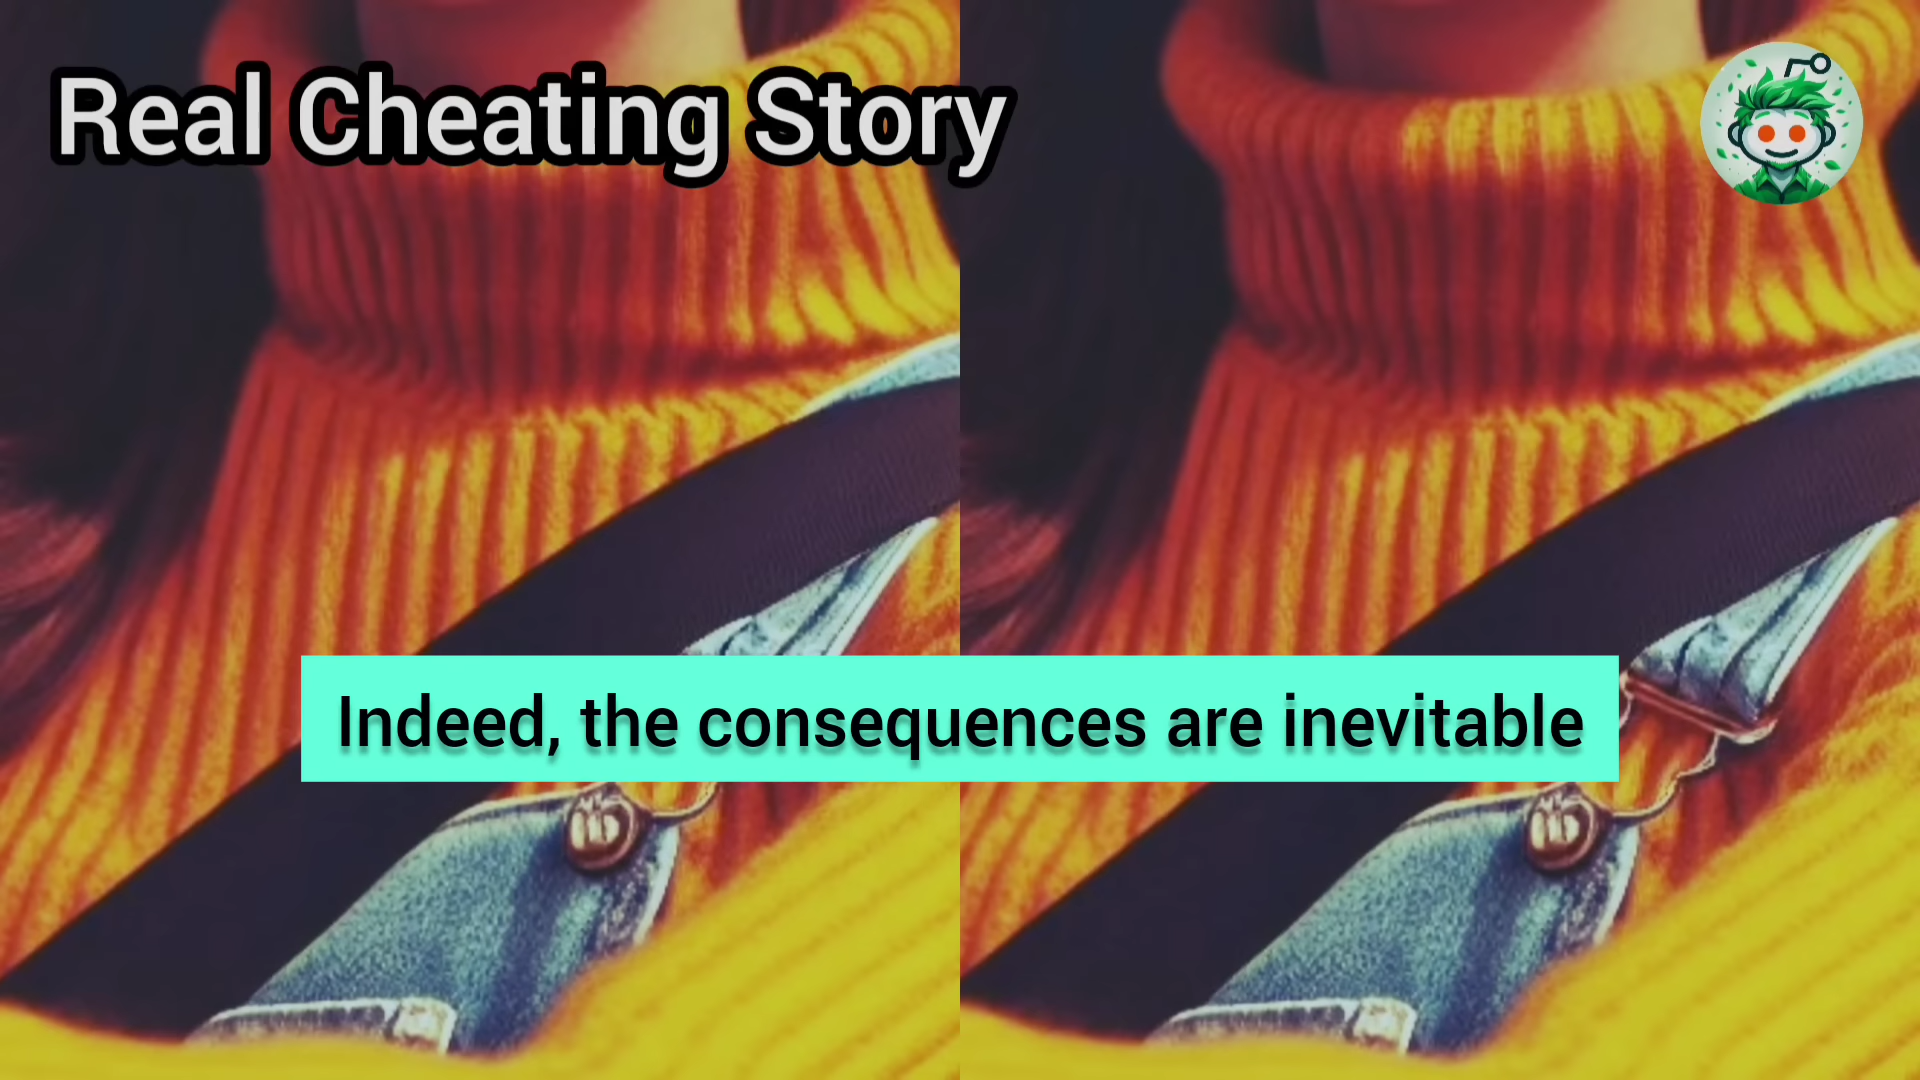 Real Cheating Story
Indeed, the consequences are inevitable